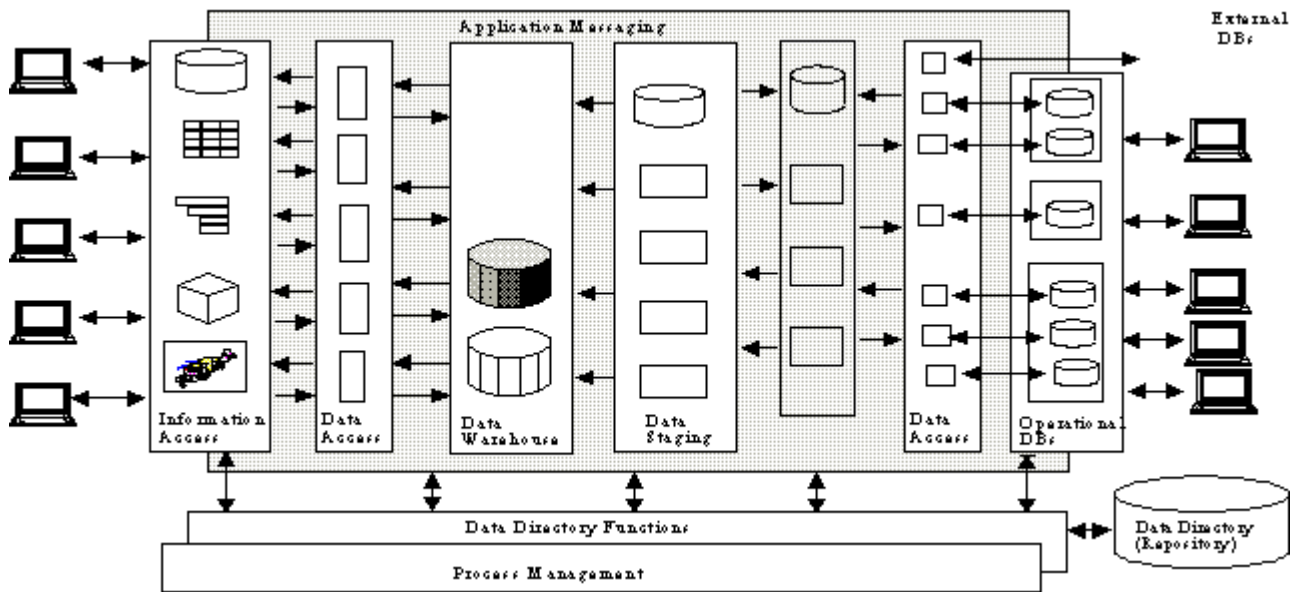 Application Messaging
External
DBs
Information
Access
Data
Access
Data
Warehouse
Data
Staging
Data
Access
Operational
DBs
Data Directory Functions
Data Directory
(Repository)
Process Management